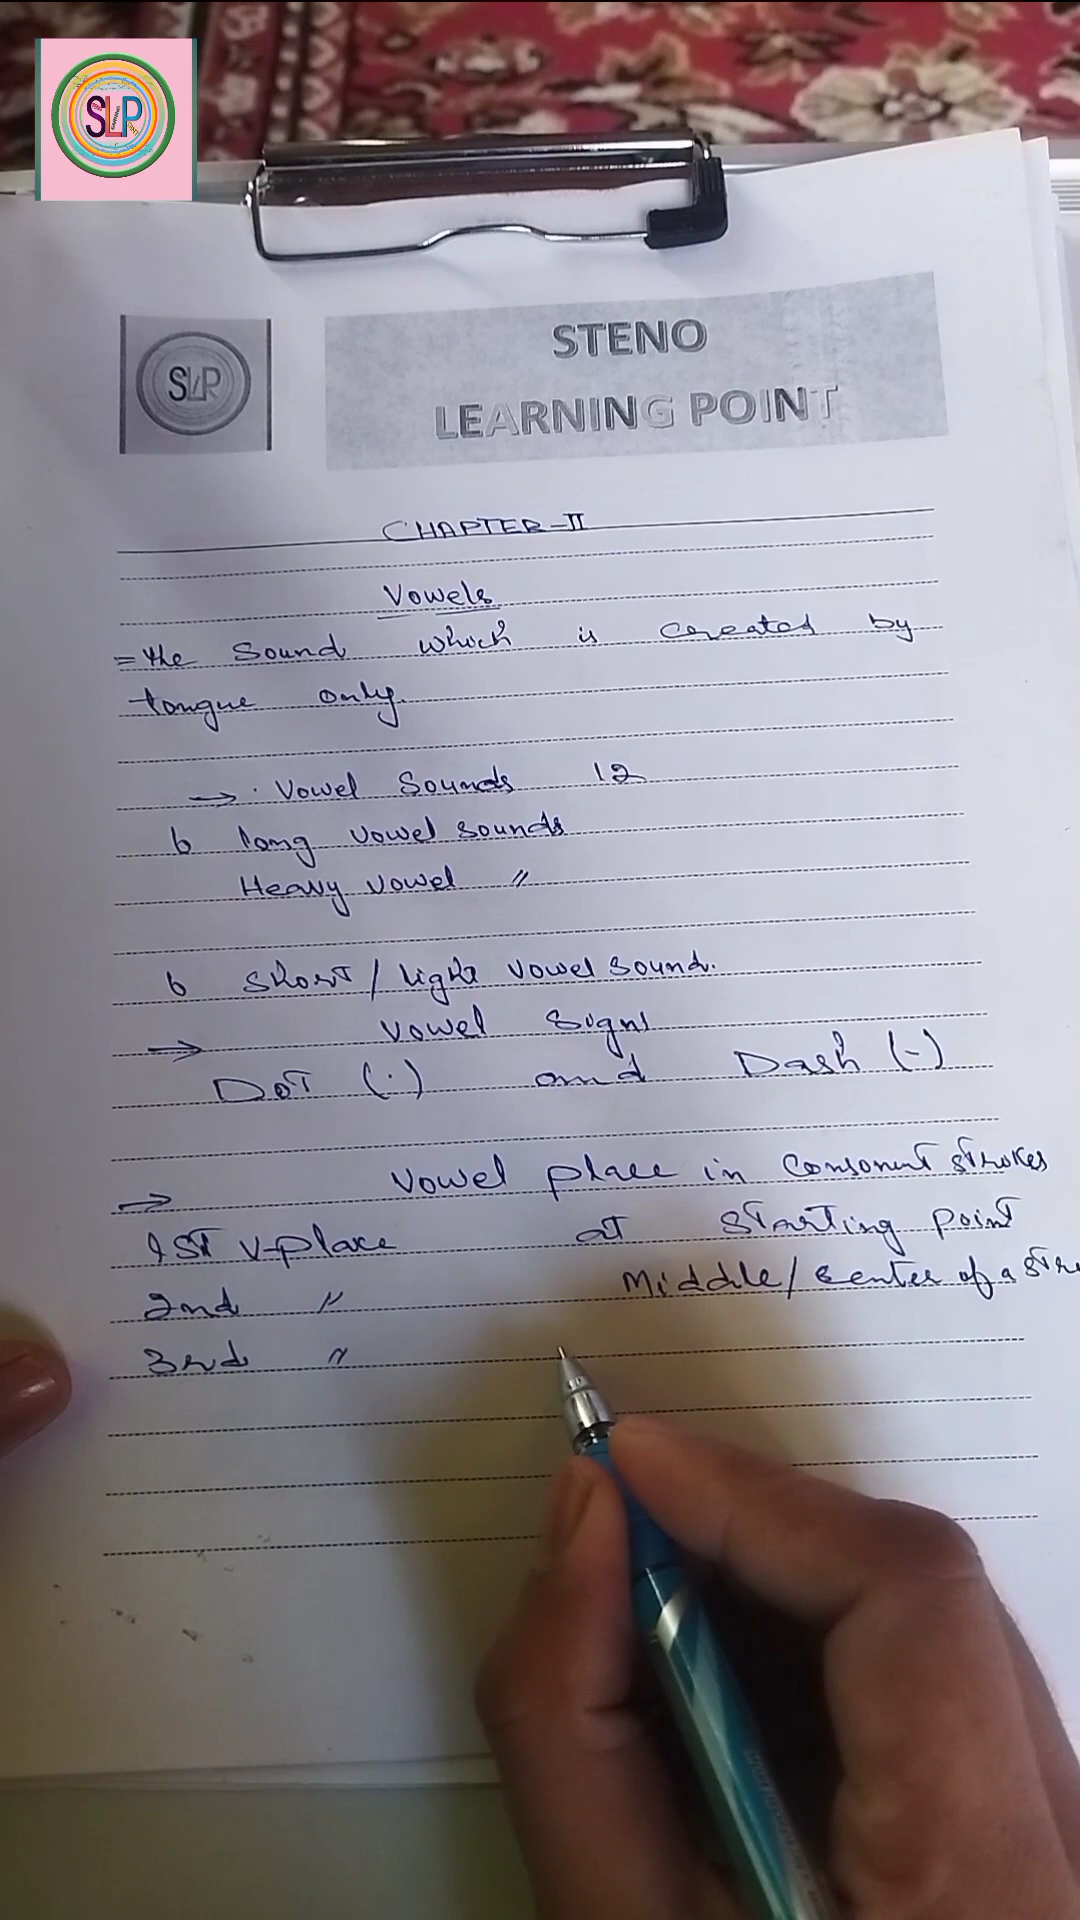 SLP
SLP
STENO
LEARNING POINT
CHAPTER-II
Vowels
= the sound which is created by
tongue only.
→ . Vowel Sounds 12
6 long vowel sounds
Heavy vowel "
6 short / light vowel sound.
→ vowel signs
DOT (.) and Dash (-)
→ Vowel place in Consonent strokes
1ST V-place at starting point
2nd " Middle / center of a
3rd "